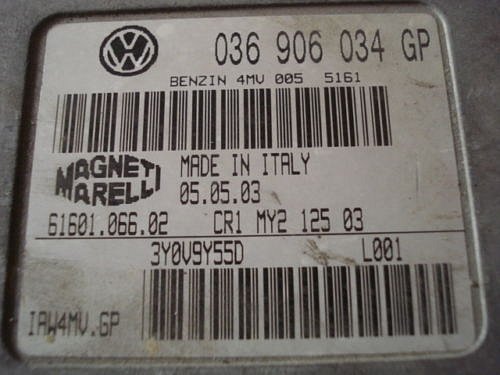 VW 036 906 034 GP
BENZIN 4MV 005 5161
MAGNETI MARELLI
MADE IN ITALY
05.05.03
61601.066.02 CR1 MY2 125 03
3Y0V9Y55D L001
IAW4MV.GP